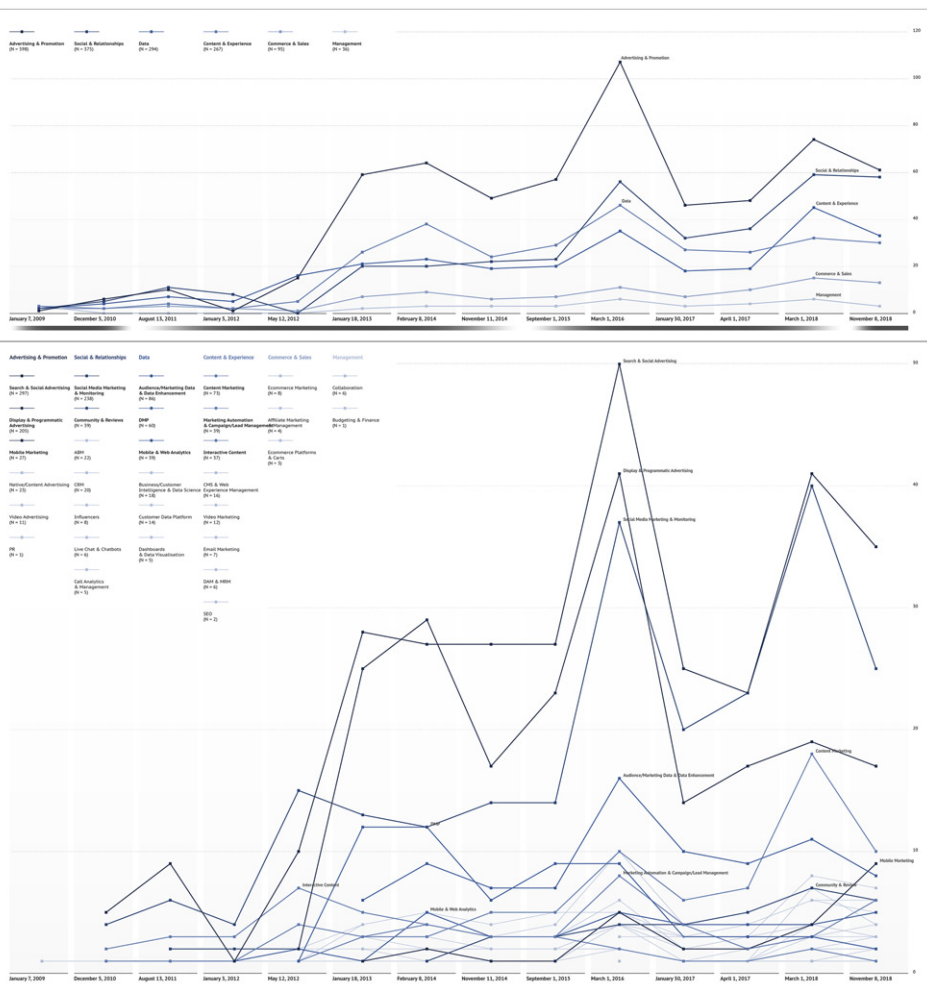 Advertising & Promotion
(N = 598)
Social & Relationships
(N = 375)
Data
(N = 294)
Content & Experience
(N = 267)
Commerce & Sales
(N = 95)
Management
(N = 36)
120
100
80
60
40
20
0
Advertising & Promotion
Data
Social & Relationships
Content & Experience
Commerce & Sales
Management
January 7, 2009
December 3, 2010
August 13, 2011
January 3, 2012
May 12, 2012
January 18, 2013
February 8, 2014
November 11, 2014
September 1, 2015
March 1, 2016
January 30, 2017
April 1, 2017
March 1, 2018
November 8, 2018
Advertising & Promotion
Search & Social Advertising
(N = 297)
Display & Programmatic
Advertising
(N = 205)
Mobile Marketing
(N = 27)
Native/Content Advertising
(N = 23)
Video Advertising
(N = 11)
PR
(N = 1)
Social & Relationships
Social Media Marketing
& Monitoring
(N = 238)
Community & Reviews
(N = 39)
ABM
(N = 22)
CRM
(N = 20)
Influencers
(N = 8)
Live Chat & Chatbots
(N = 6)
Call Analytics
& Management
(N = 5)
Data
Audience/Marketing Data
& Data Enhancement
(N = 86)
DMP
(N = 60)
Mobile & Web Analytics
(N = 39)
Business/Customer
Intelligence & Data Science
(N = 18)
Customer Data Platform
(N = 14)
Dashboards
& Data Visualisation
(N = 5)
Content & Experience
Content Marketing
(N = 73)
Marketing Automation
& Campaign/Lead Management
(N = 39)
Interactive Content
(N = 37)
CMS & Web
Experience Management
(N = 16)
Video Marketing
(N = 12)
Email Marketing
(N = 7)
DAM & MRM
(N = 6)
SEO
(N = 2)
Commerce & Sales
Ecommerce Marketing
(N = 8)
Affiliate Marketing
& Management
(N = 4)
Ecommerce Platforms
& Carts
(N = 3)
Management
Collaboration
(N = 6)
Budgeting & Finance
(N = 1)
50
40
30
20
10
0
Search & Social Advertising
Display & Programmatic Advertising
Social Media Marketing & Monitoring
Content Marketing
Audience/Marketing Data & Data Enhancement
DMP
Mobile Marketing
Marketing Automation & Campaign/Lead Management
Interactive Content
Community & Review
Mobile & Web Analytics
January 7, 2009
December 3, 2010
August 13, 2011
January 3, 2012
May 12, 2012
January 18, 2013
February 8, 2014
November 11, 2014
September 1, 2015
March 1, 2016
January 30, 2017
April 1, 2017
March 1, 2018
November 8, 2018